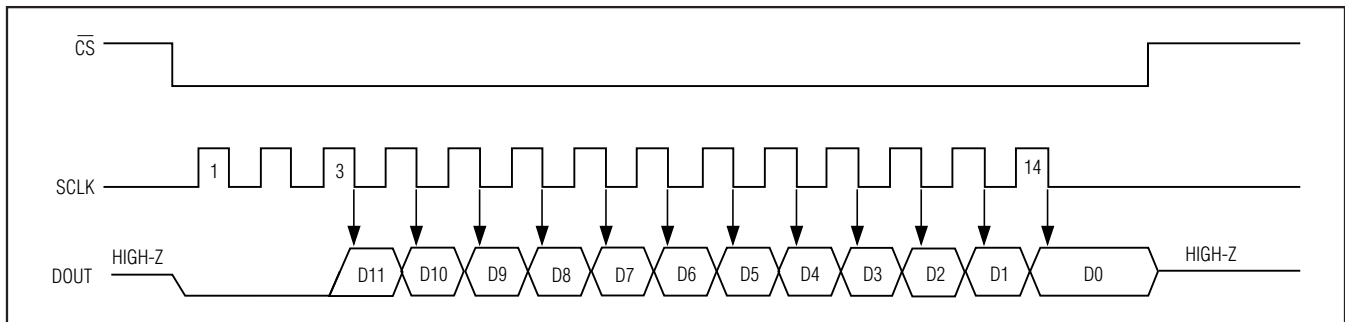 C̅S̅
1 3 14
SCLK
HIGH-Z
HIGH-Z
DOUT
D11 D10 D9 D8 D7 D6 D5 D4 D3 D2 D1 D0